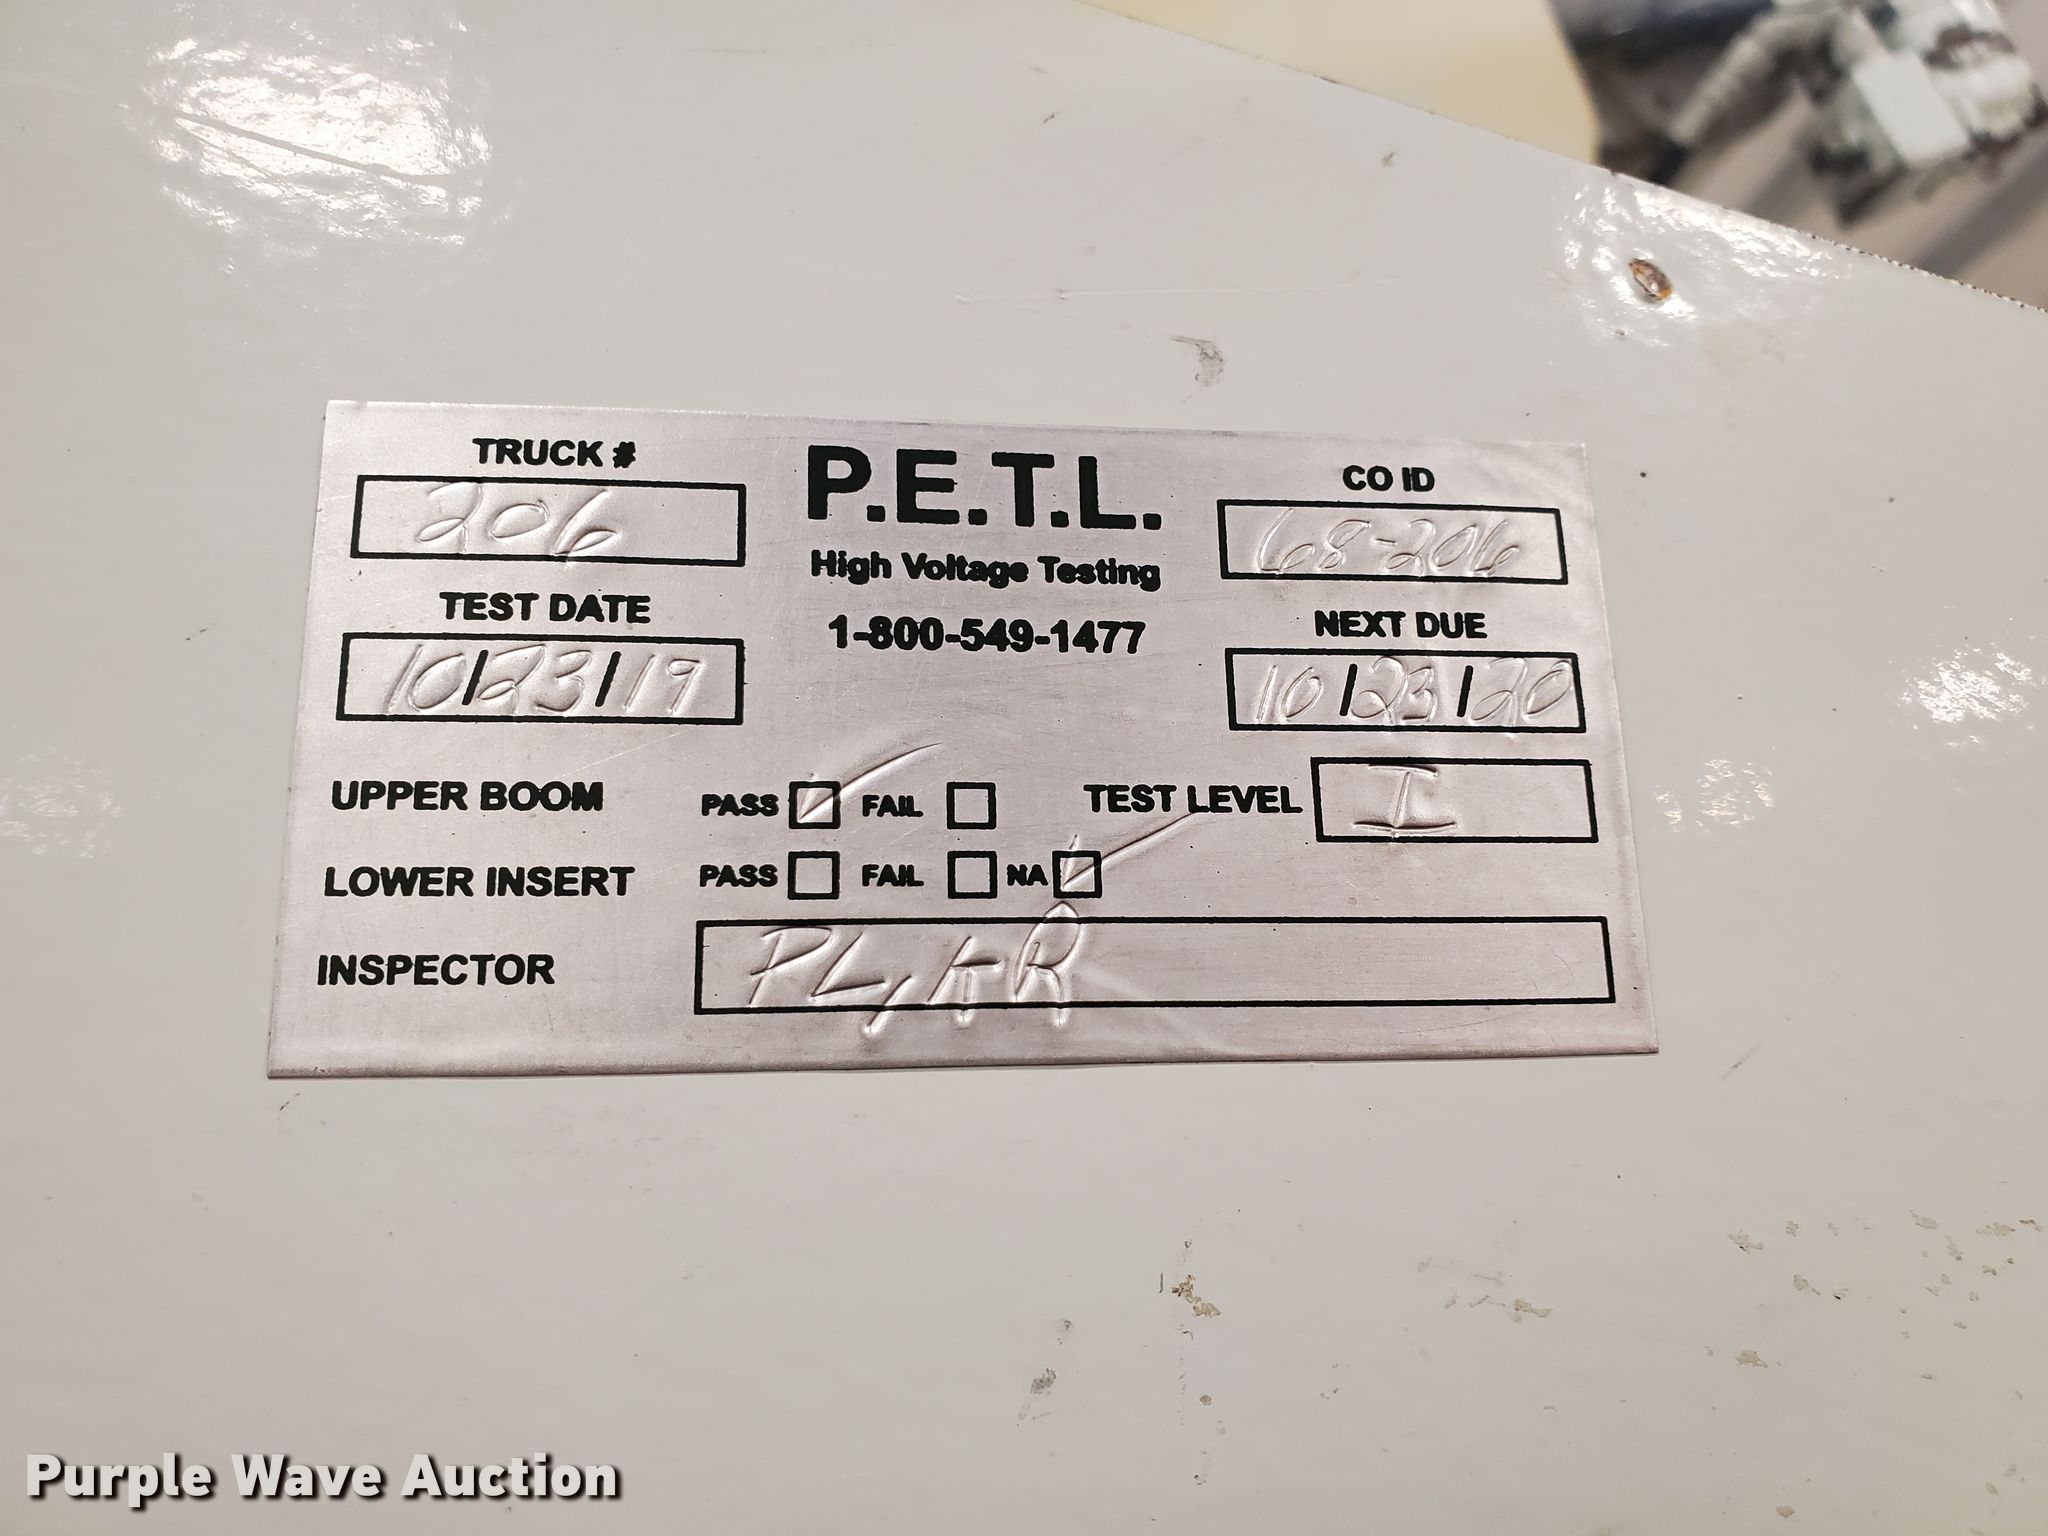 TRUCK #
206
P.E.T.L.
High Voltage Testing
1-800-549-1477
CO ID
68-206
TEST DATE
10/23/19
NEXT DUE
10/23/20
UPPER BOOM PASS FAIL TEST LEVEL I
LOWER INSERT PASS FAIL NA
INSPECTOR PL, KR
Purple Wave Auction